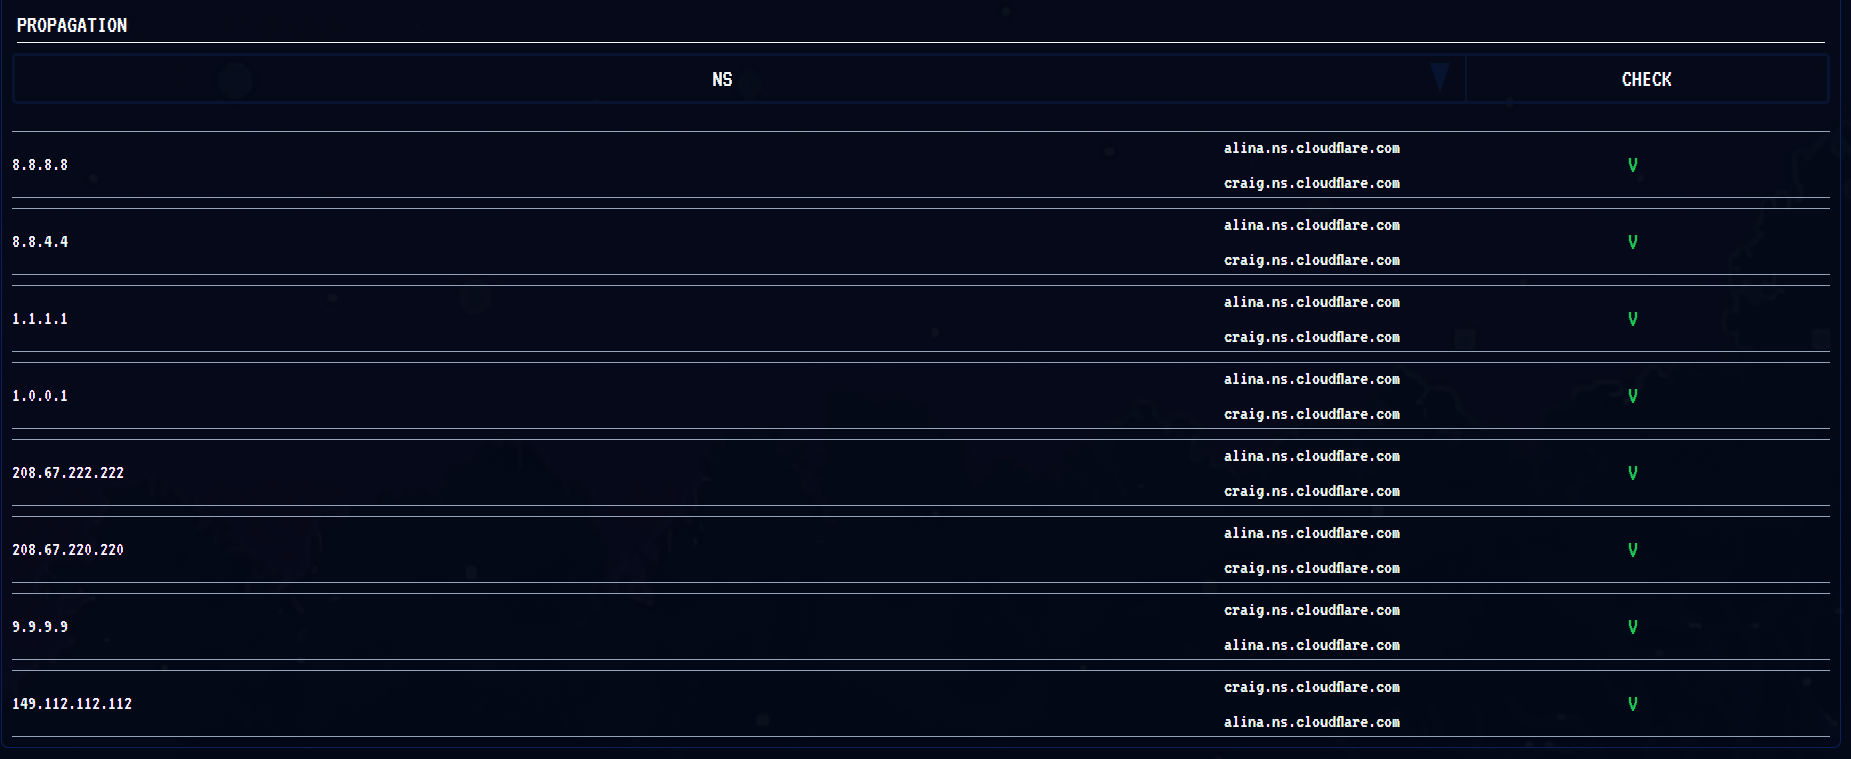 PROPAGATION
NS CHECK
8.8.8.8 alina.ns.cloudflare.com V
craig.ns.cloudflare.com
8.8.4.4 alina.ns.cloudflare.com V
craig.ns.cloudflare.com
1.1.1.1 alina.ns.cloudflare.com V
craig.ns.cloudflare.com
1.0.0.1 alina.ns.cloudflare.com V
craig.ns.cloudflare.com
208.67.222.222 alina.ns.cloudflare.com V
craig.ns.cloudflare.com
208.67.220.220 alina.ns.cloudflare.com V
craig.ns.cloudflare.com
9.9.9.9 craig.ns.cloudflare.com V
alina.ns.cloudflare.com
149.112.112.112 craig.ns.cloudflare.com V
alina.ns.cloudflare.com